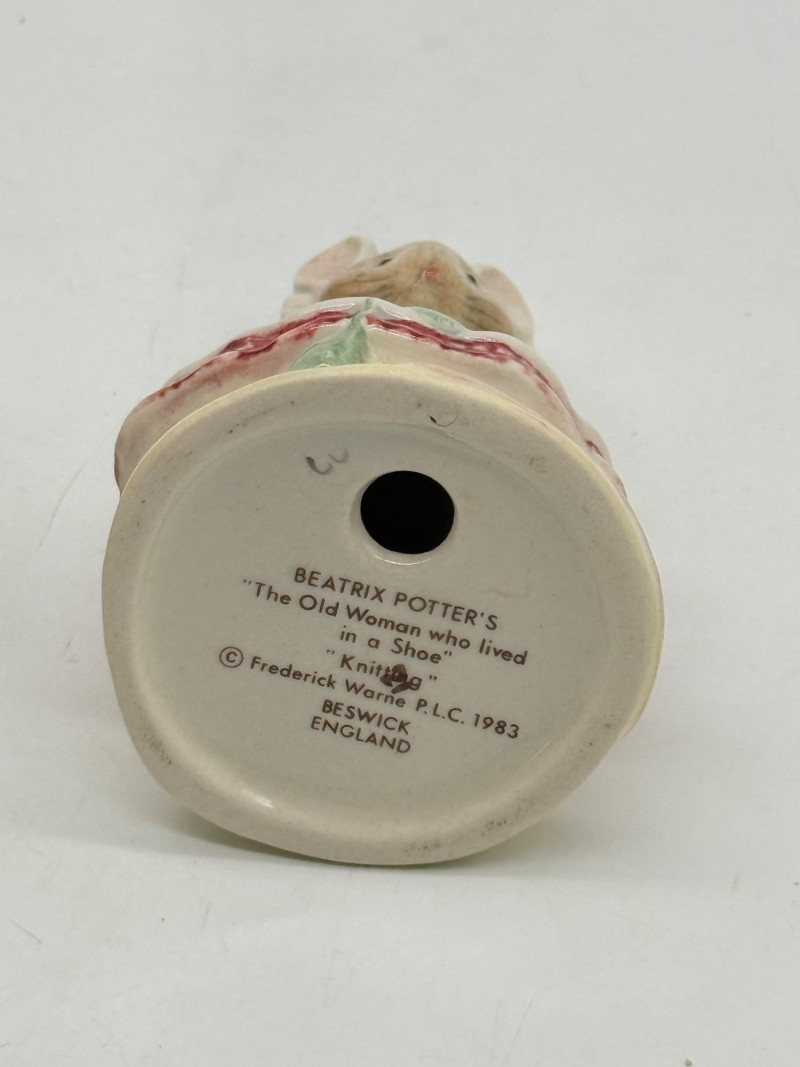 BEATRIX POTTER'S
"The Old Woman who lived
in a Shoe"
"Knitting"
© Frederick Warne P.L.C. 1983
BESWICK
ENGLAND